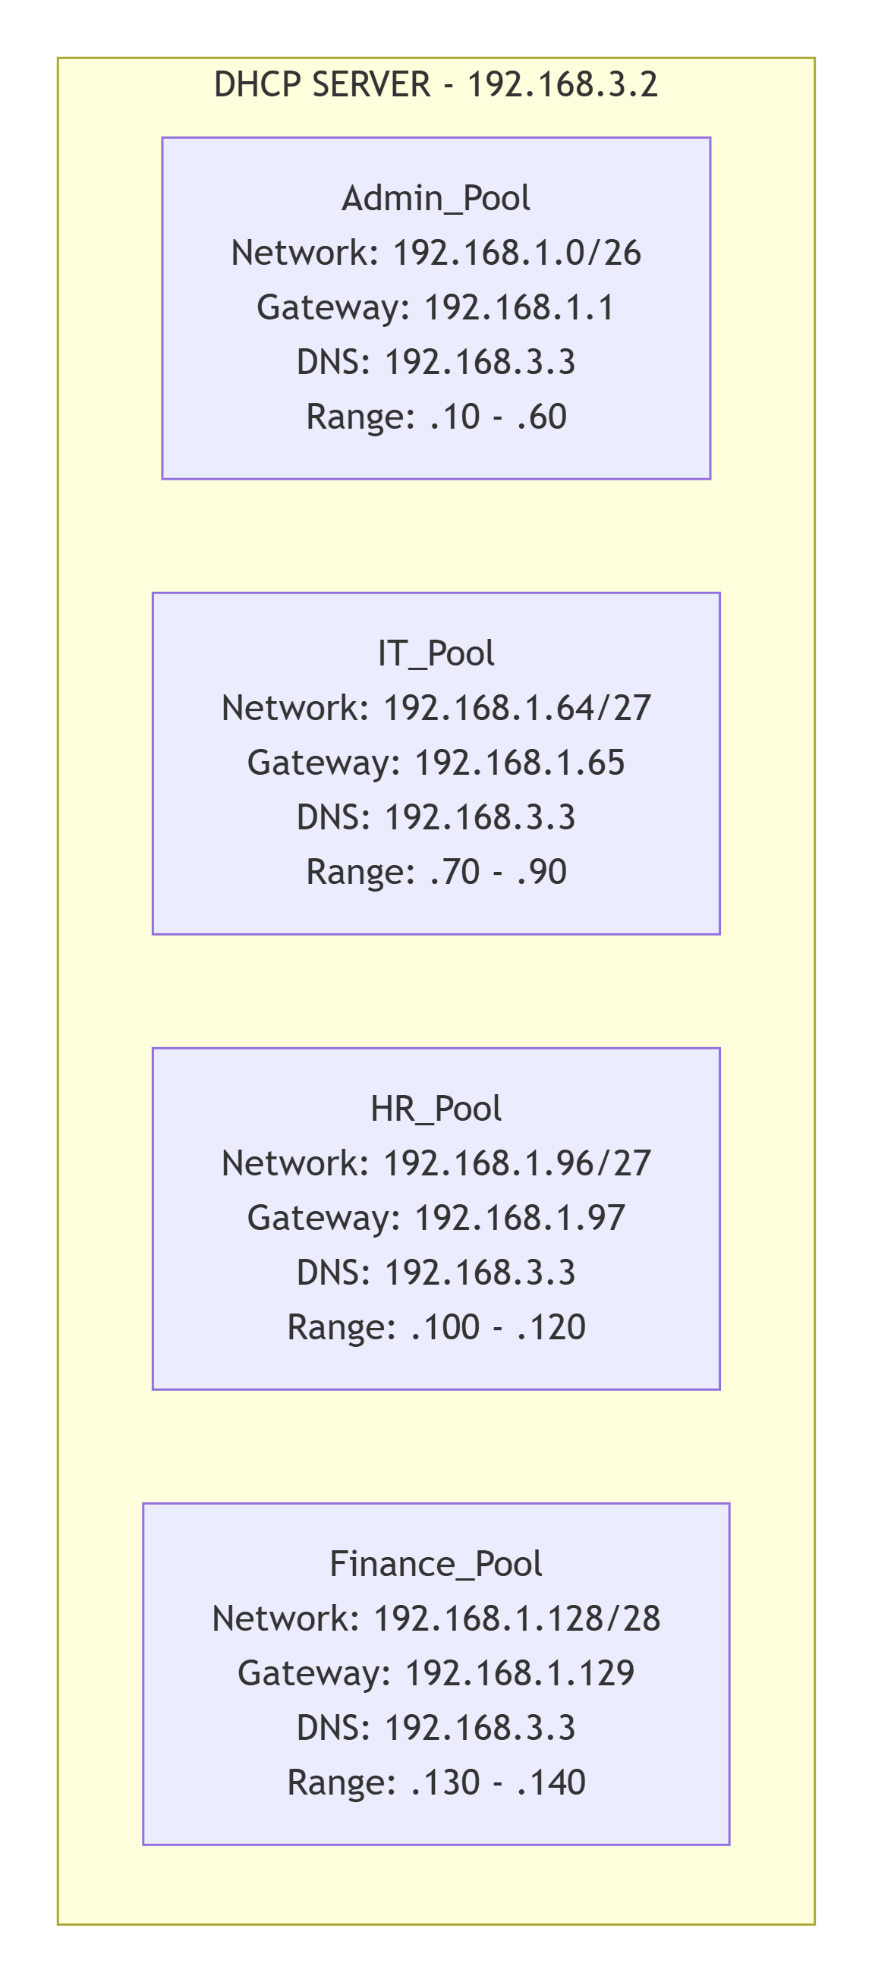 DHCP SERVER - 192.168.3.2
Admin_Pool
Network: 192.168.1.0/26
Gateway: 192.168.1.1
DNS: 192.168.3.3
Range: .10 - .60
IT_Pool
Network: 192.168.1.64/27
Gateway: 192.168.1.65
DNS: 192.168.3.3
Range: .70 - .90
HR_Pool
Network: 192.168.1.96/27
Gateway: 192.168.1.97
DNS: 192.168.3.3
Range: .100 - .120
Finance_Pool
Network: 192.168.1.128/28
Gateway: 192.168.1.129
DNS: 192.168.3.3
Range: .130 - .140